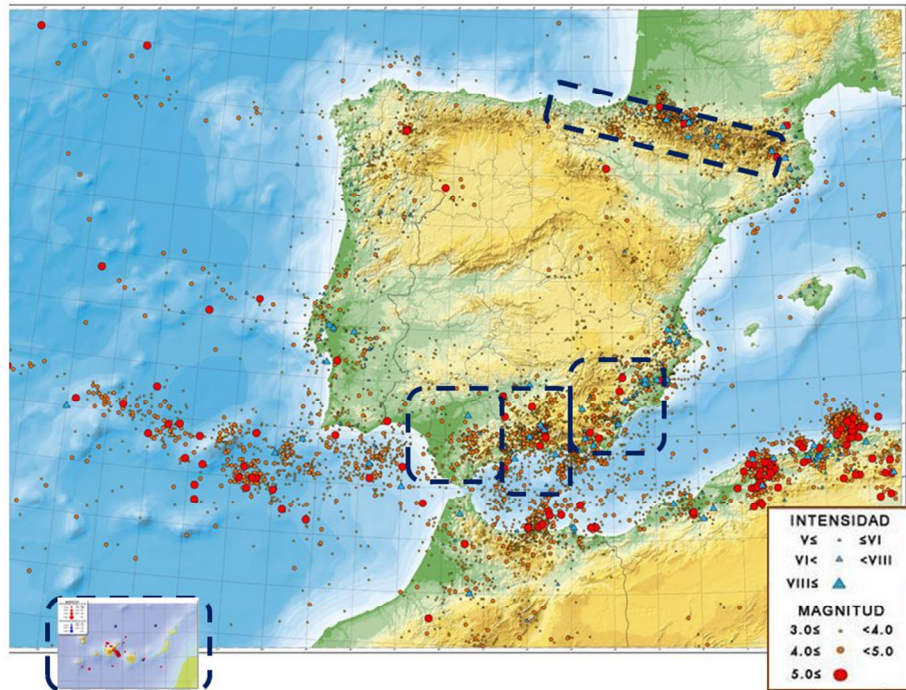 INTENSIDAD
V≤ ≤VI
VI< <VIII
VIII≤
MAGNITUD
3.0≤ <4.0
4.0≤ <5.0
5.0≤